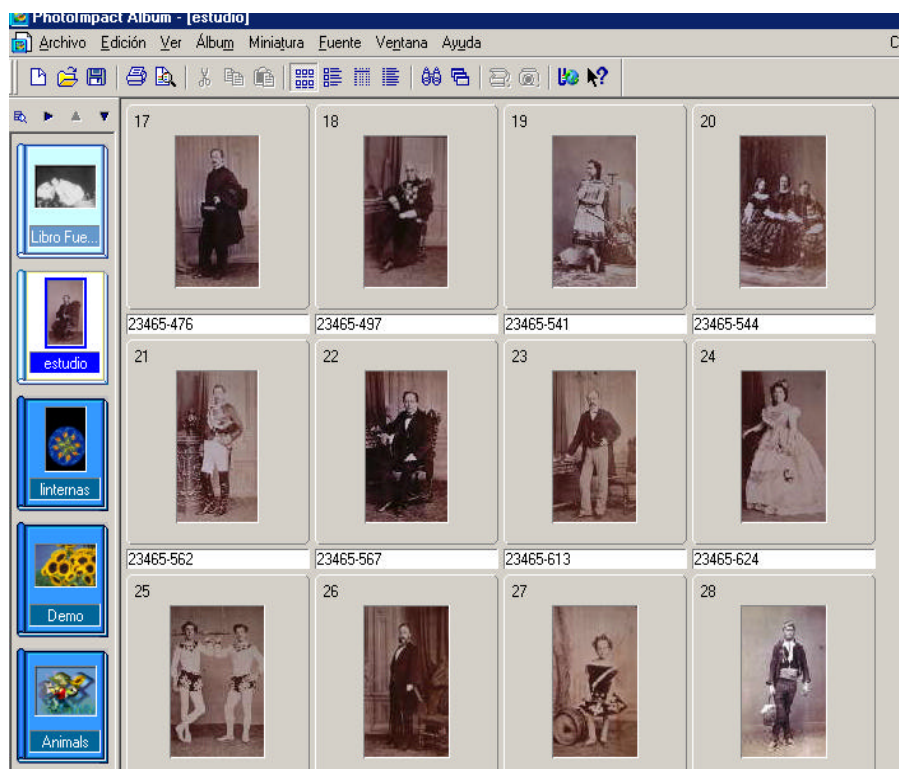 PhotoImpact Album - [estudio]
Archivo Edición Ver Álbum Miniatura Fuente Ventana Ayuda C
17 18 19 20
Libro Fue...
23465-476 23465-497 23465-541 23465-544
estudio
21 22 23 24
linternas
23465-562 23465-567 23465-613 23465-624
Demo
25 26 27 28
Animals